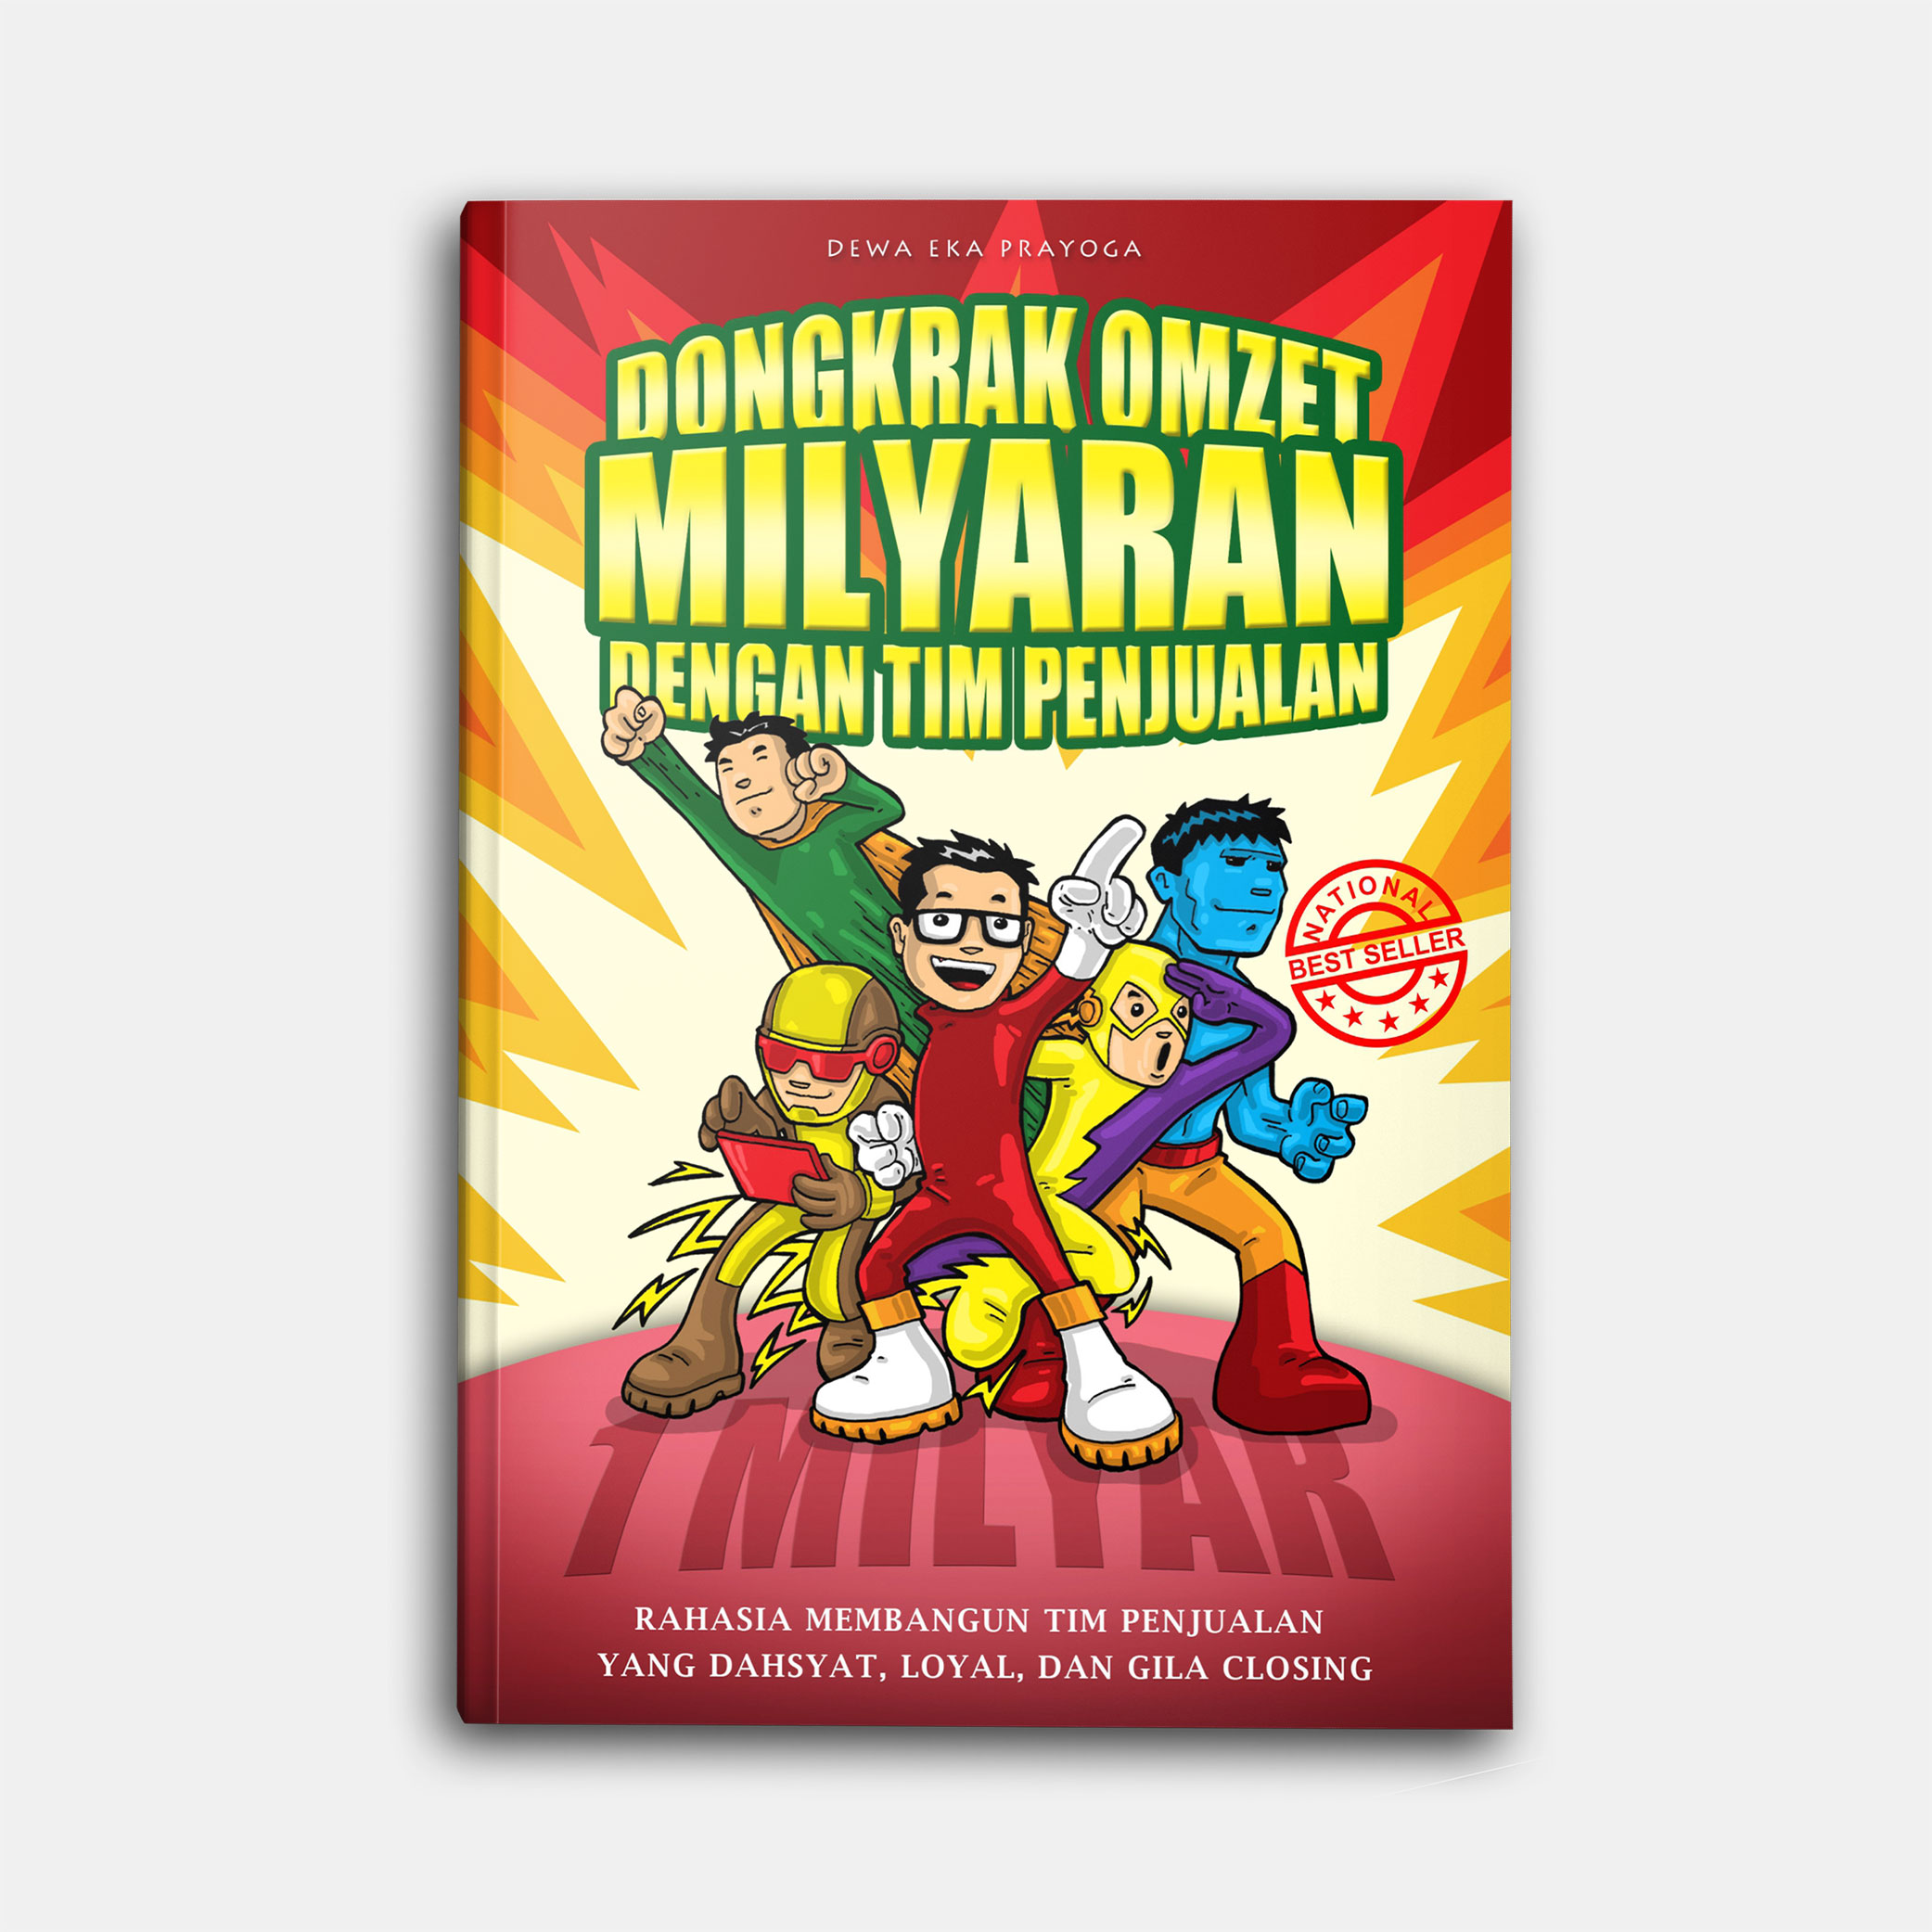 DEWA EKA PRAYOGA
DONGKRAK OMZET
MILYARAN
DENGAN TIM PENJUALAN
NATIONAL
BEST SELLER
1 MILYAR
RAHASIA MEMBANGUN TIM PENJUALAN
YANG DAHSYAT, LOYAL, DAN GILA CLOSING